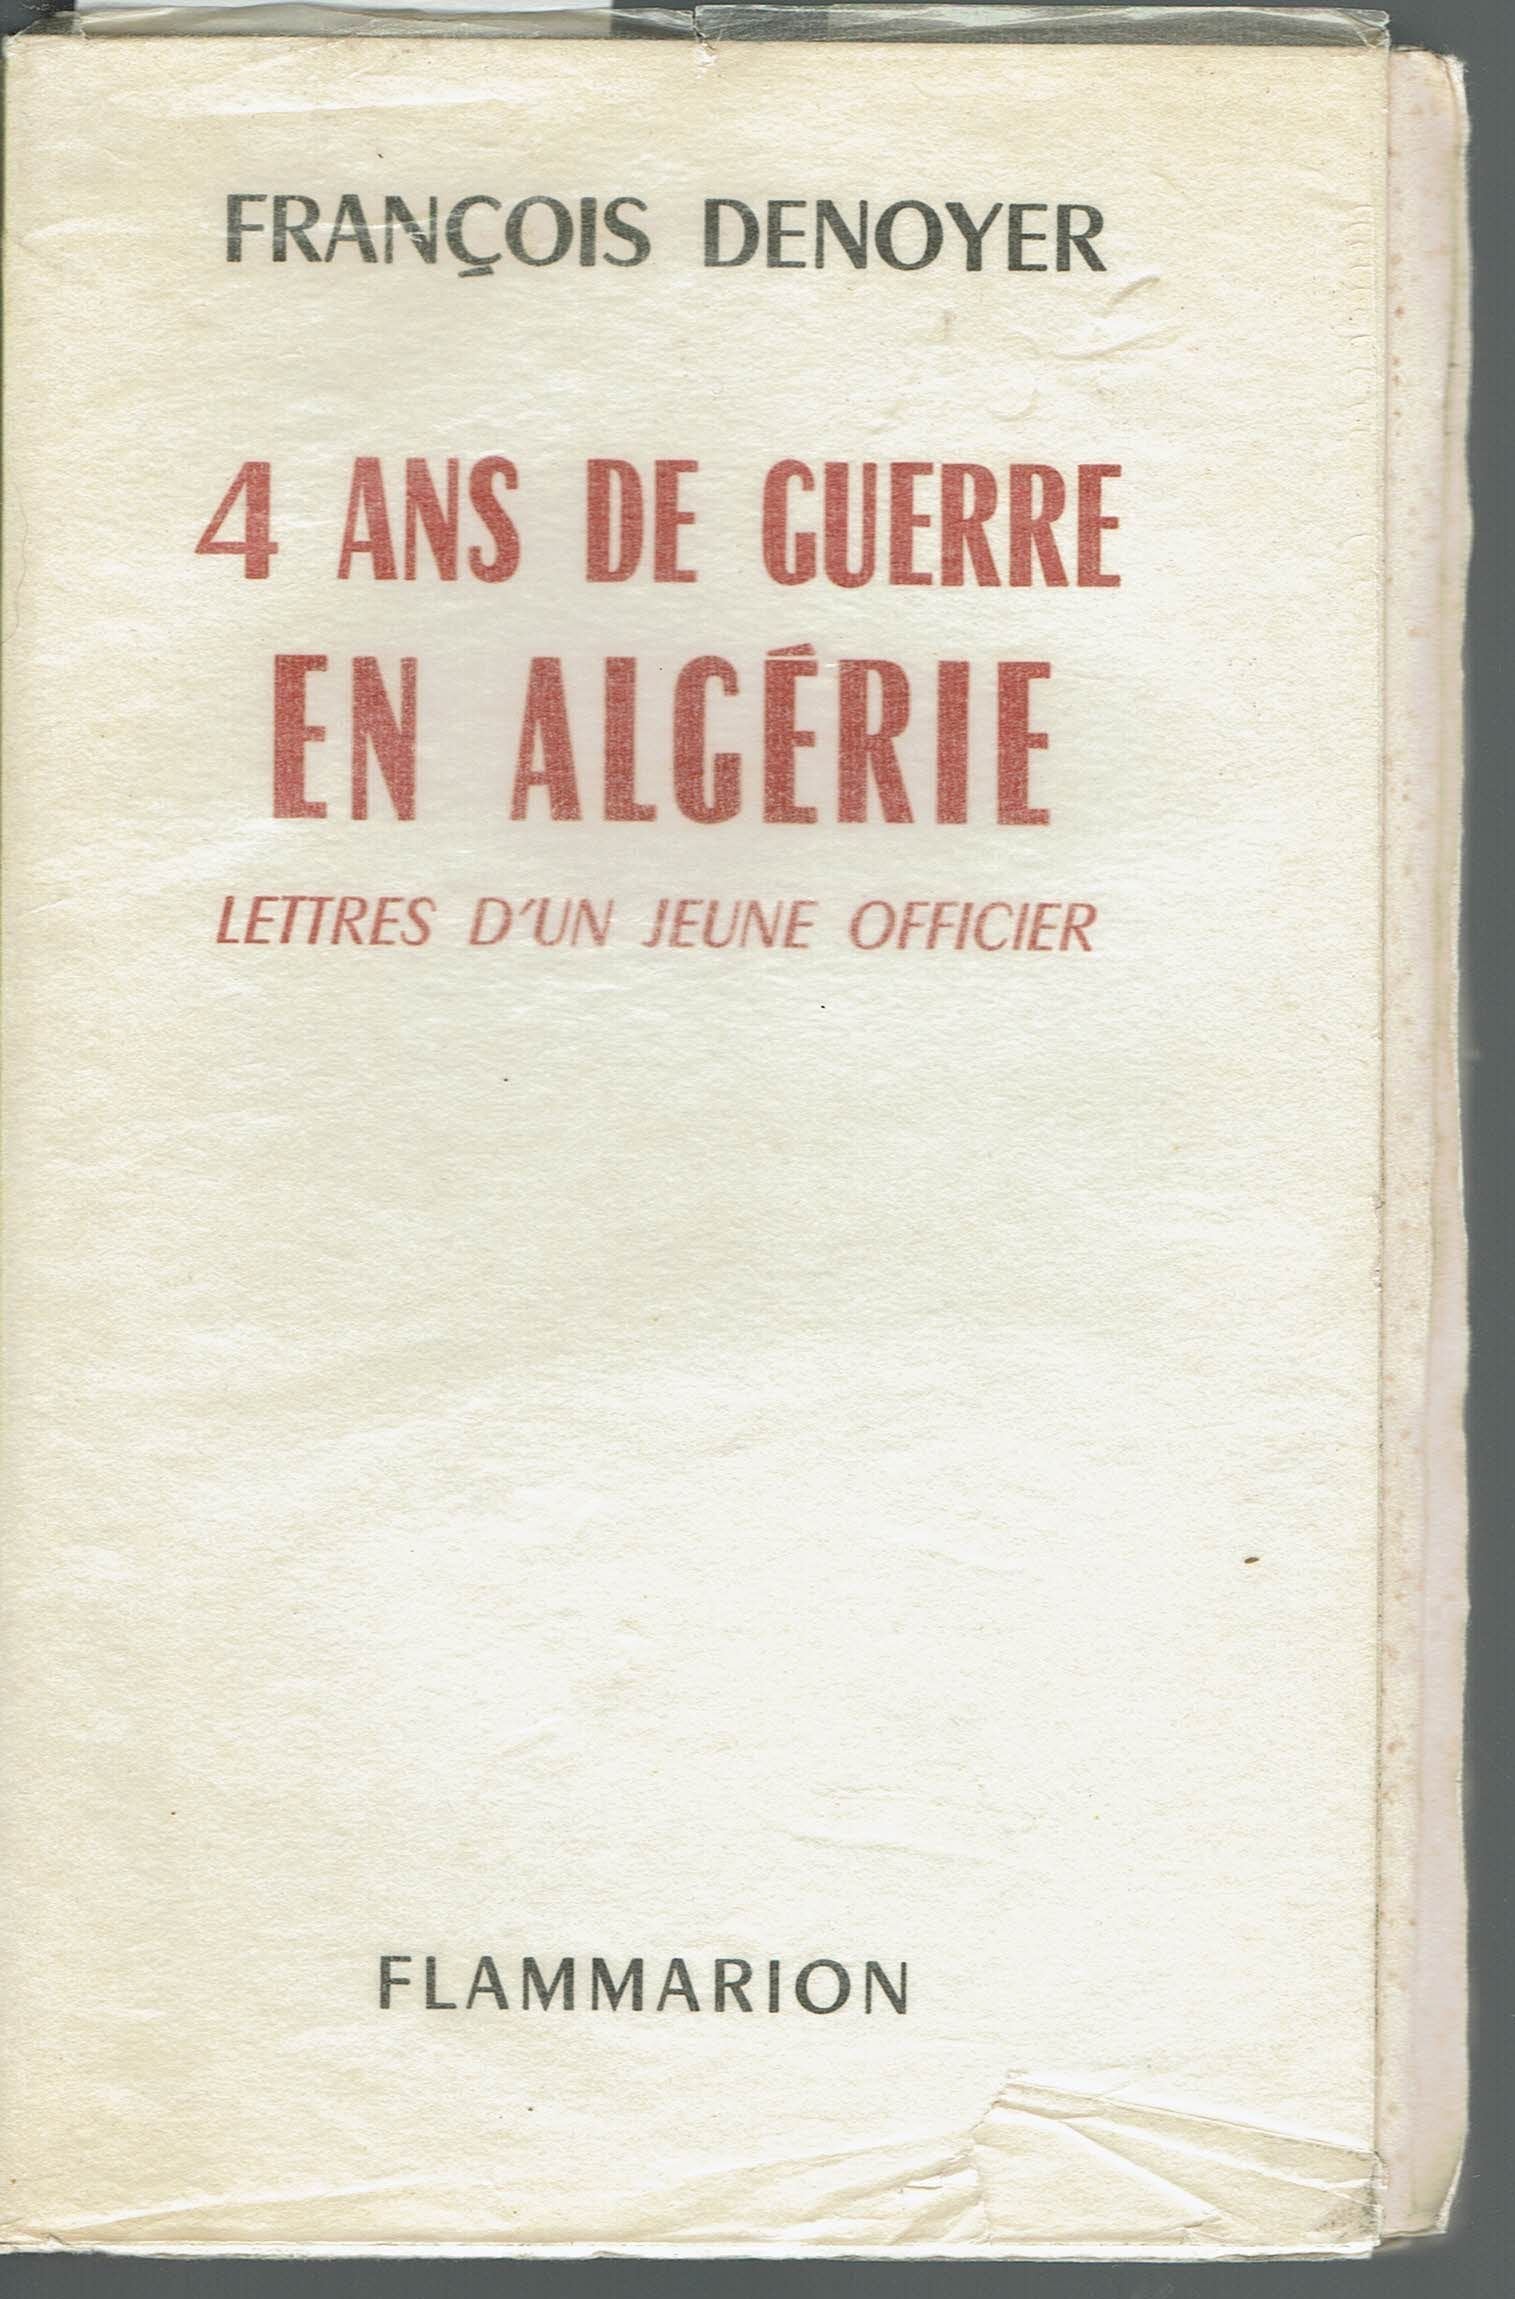 FRANÇOIS DENOYER
4 ANS DE GUERRE
EN ALGÉRIE
LETTRES D'UN JEUNE OFFICIER
FLAMMARION